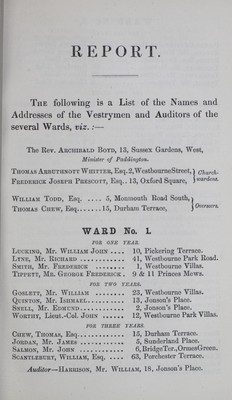 REPORT.
THE following is a List of the Names and
Addresses of the Vestrymen and Auditors of the
several Wards, viz. :—
The Rev. ARCHIBALD BOYD, 13, Sussex Gardens, West,
Minister of Paddington.
THOMAS ARBUTHNOTT WHITTER, Esq. 2, Westbourne Street, } Church-
FREDERICK JOSEPH PRESCOTT, Esq.. 13, Oxford Square, } wardens.
WILLIAM TODD, Esq. .... 5, Monmouth Road South, } Overseers.
THOMAS CHEW, Esq.......15, Durham Terrace,
WARD No. 1.
FOR ONE YEAR.
LUCKING, Mr. WILLIAM JOHN .... 10, Pickering Terrace.
LYNE, Mr. RICHARD .......... 41, Westbourne Park Road.
SMITH, Mr. FREDERICK ....... 1, Westbourne Villas.
TIPPETT, Mr. GEORGE FREDERICK. 9 & 11 Princes Mews.
FOR TWO YEARS.
GOSLETT, Mr. WILLIAM ....... 23, Westbourne Villas.
QUINTON, Mr. ISHMAEL......... 13, Jonson's Place.
SNELL, Mr. EDMUND........... 2, Jonson's Place.
WORTHY, Lieut.-Col. JOHN ...... 12, Westbourne Park Villas.
FOR THREE YEARS.
CHEW, THOMAS, Esq........... 15, Durham Terrace.
JORDAN, Mr. JAMES ........... 5, Sunderland Place.
SALMON, Mr. JOHN ............ 6, Bridge Ter., Ormes Green.
SCANTLEBURY, WILLIAM, Esq. .... 63, Porchester Terrace.
Auditor—HARRISON, Mr. WILLIAM, 18, Jonson's Place.